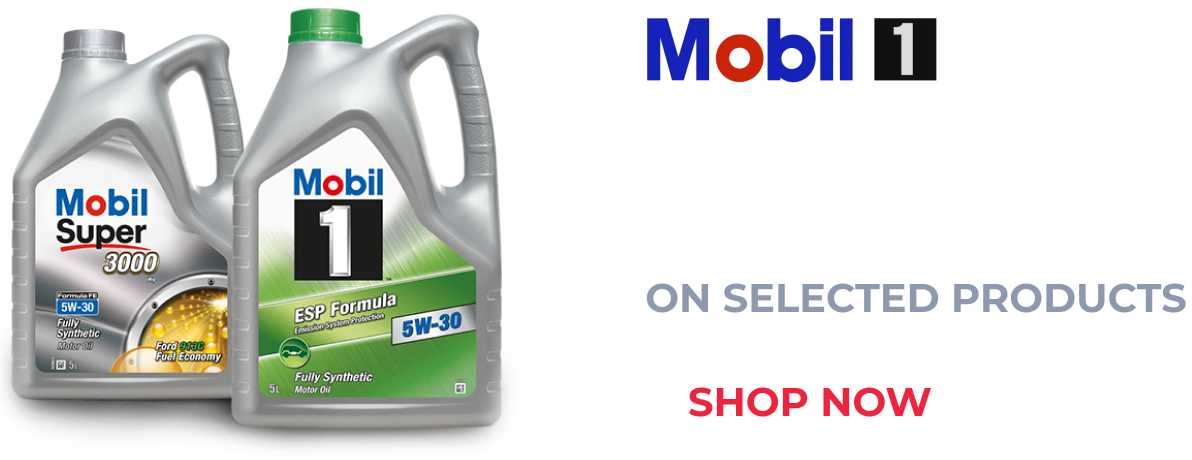 Mobil 1
Mobil
Super
3000
Formula FE
5W-30
Fully
Synthetic
Motor Oil
Ford 913C
Fuel Economy
5L
Mobil
1
ESP Formula
Emission System Protection
5W-30
Fully Synthetic
Motor Oil
5L
ON SELECTED PRODUCTS
SHOP NOW